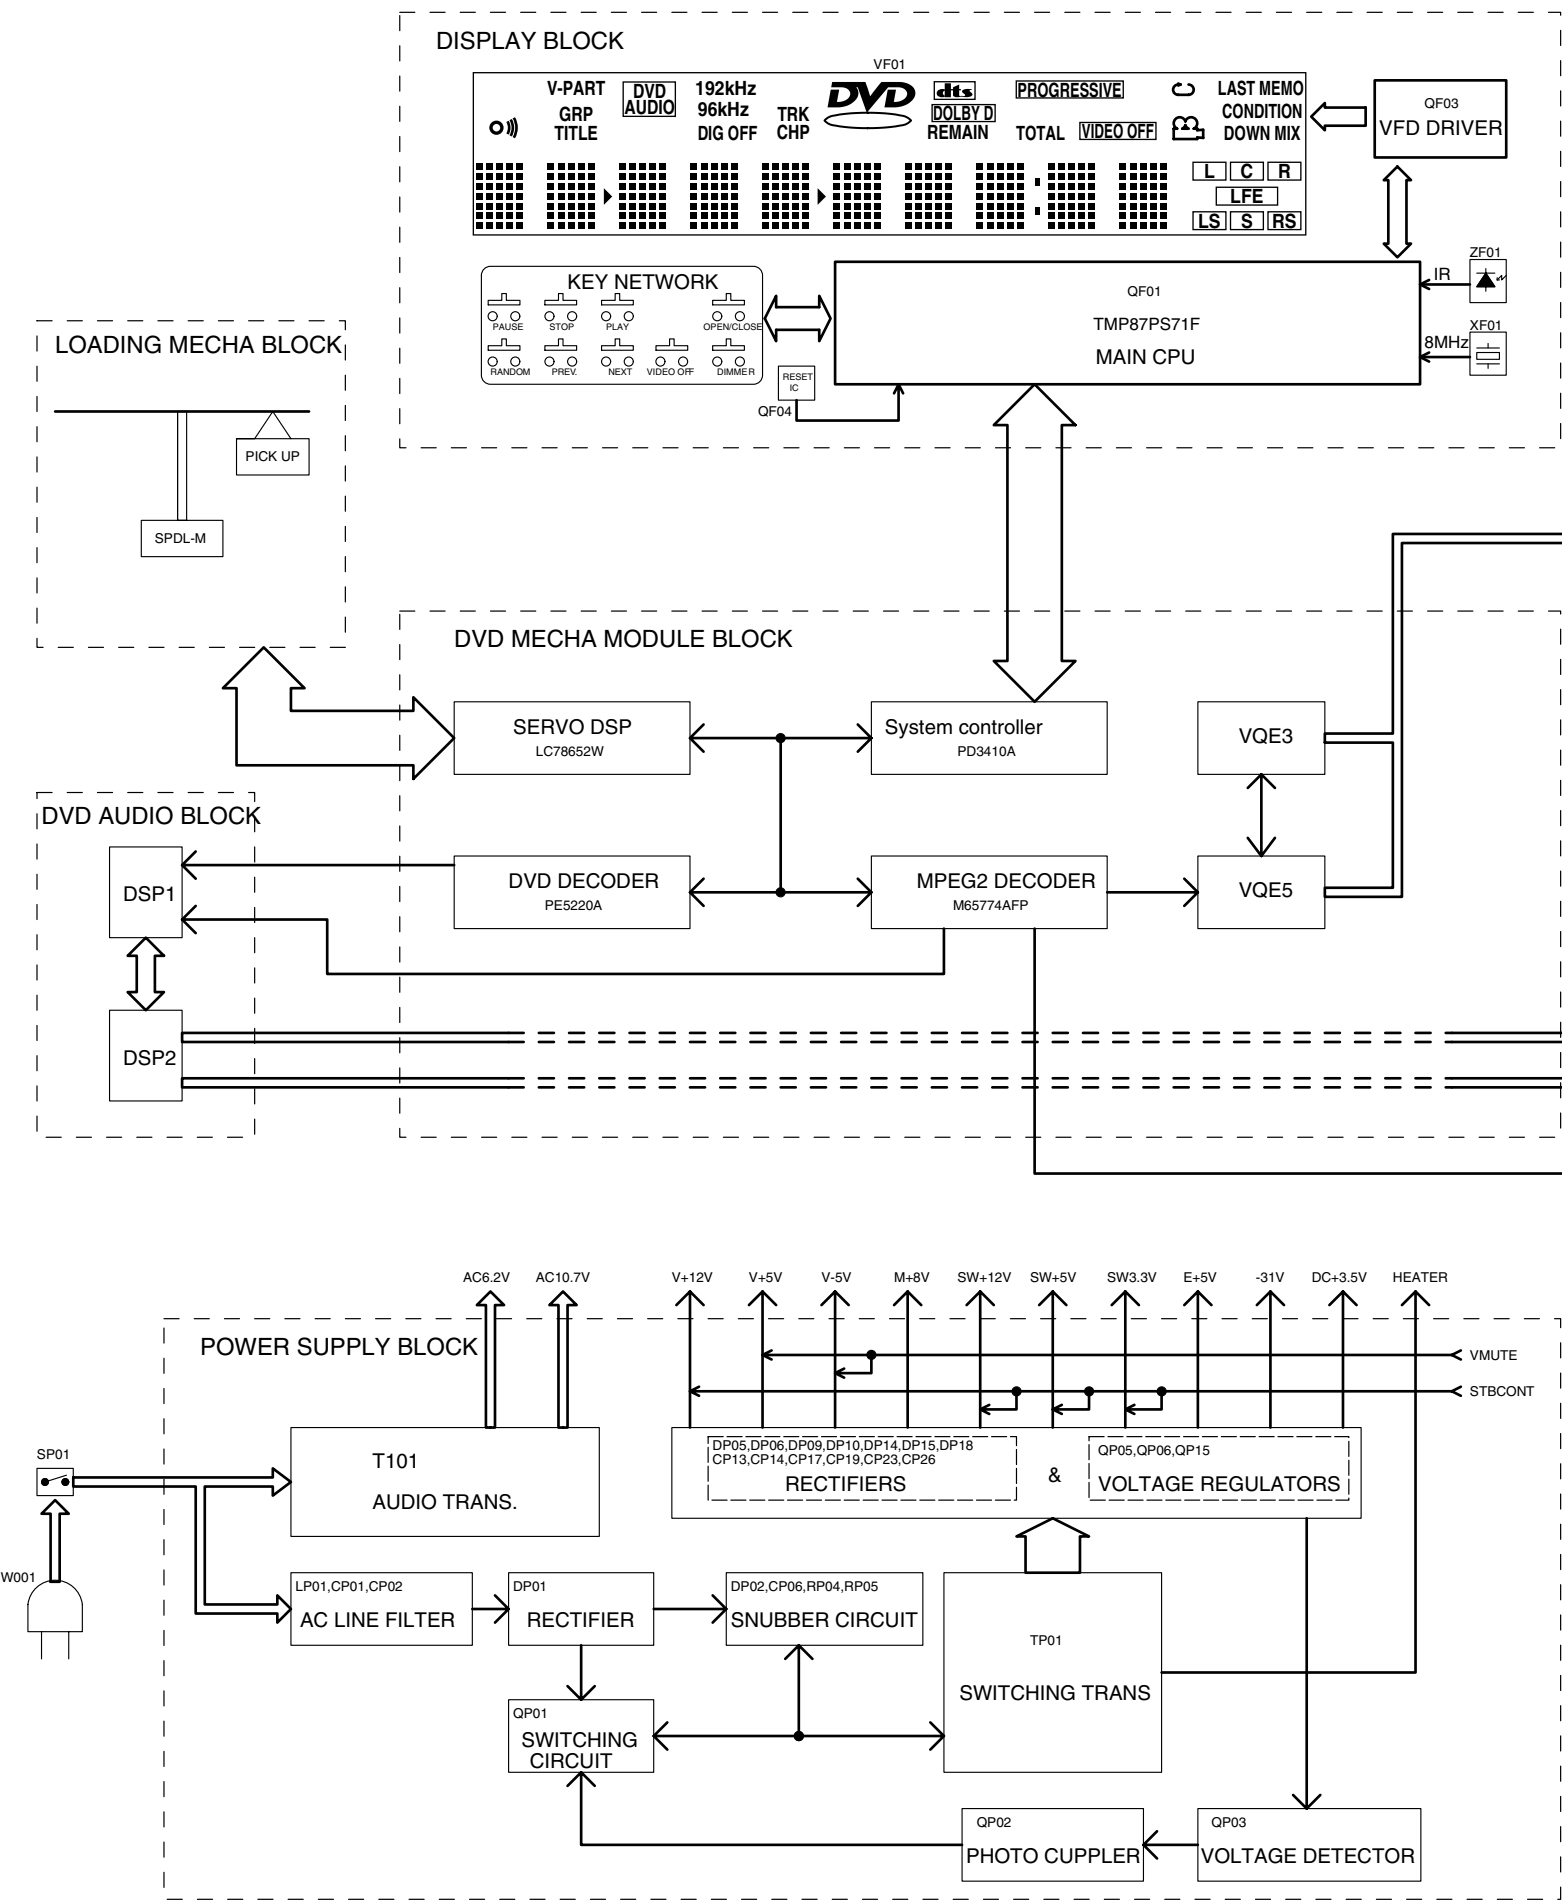 DISPLAY BLOCK
VF01
V-PART
GRP
TITLE
DVD
AUDIO
192kHz
96kHz
DIG OFF
TRK
CHP
DVD
dts
DOLBY D
REMAIN
PROGRESSIVE
TOTAL
VIDEO OFF
LAST MEMO
CONDITION
DOWN MIX
L C R
LFE
LS S RS
QF03
VFD DRIVER
KEY NETWORK
PAUSE STOP PLAY OPEN/CLOSE
RANDOM PREV. NEXT VIDEO OFF DIMMER
RESET
IC
QF04
QF01
TMP87PS71F
MAIN CPU
ZF01
IR
XF01
8MHz
LOADING MECHA BLOCK
PICK UP
SPDL-M
DVD MECHA MODULE BLOCK
SERVO DSP
LC78652W
System controller
PD3410A
VQE3
DVD AUDIO BLOCK
DSP1
DSP2
DVD DECODER
PE5220A
MPEG2 DECODER
M65774AFP
VQE5
AC6.2V AC10.7V V+12V V+5V V-5V M+8V SW+12V SW+5V SW3.3V E+5V -31V DC+3.5V HEATER
POWER SUPPLY BLOCK
VMUTE
STBCONT
SP01
W001
T101
AUDIO TRANS.
DP05,DP06,DP09,DP10,DP14,DP15,DP18
CP13,CP14,CP17,CP19,CP23,CP26
RECTIFIERS
&
QP05,QP06,QP15
VOLTAGE REGULATORS
LP01,CP01,CP02
AC LINE FILTER
DP01
RECTIFIER
DP02,CP06,RP04,RP05
SNUBBER CIRCUIT
TP01
SWITCHING TRANS
QP01
SWITCHING
CIRCUIT
QP02
PHOTO CUPPLER
QP03
VOLTAGE DETECTOR